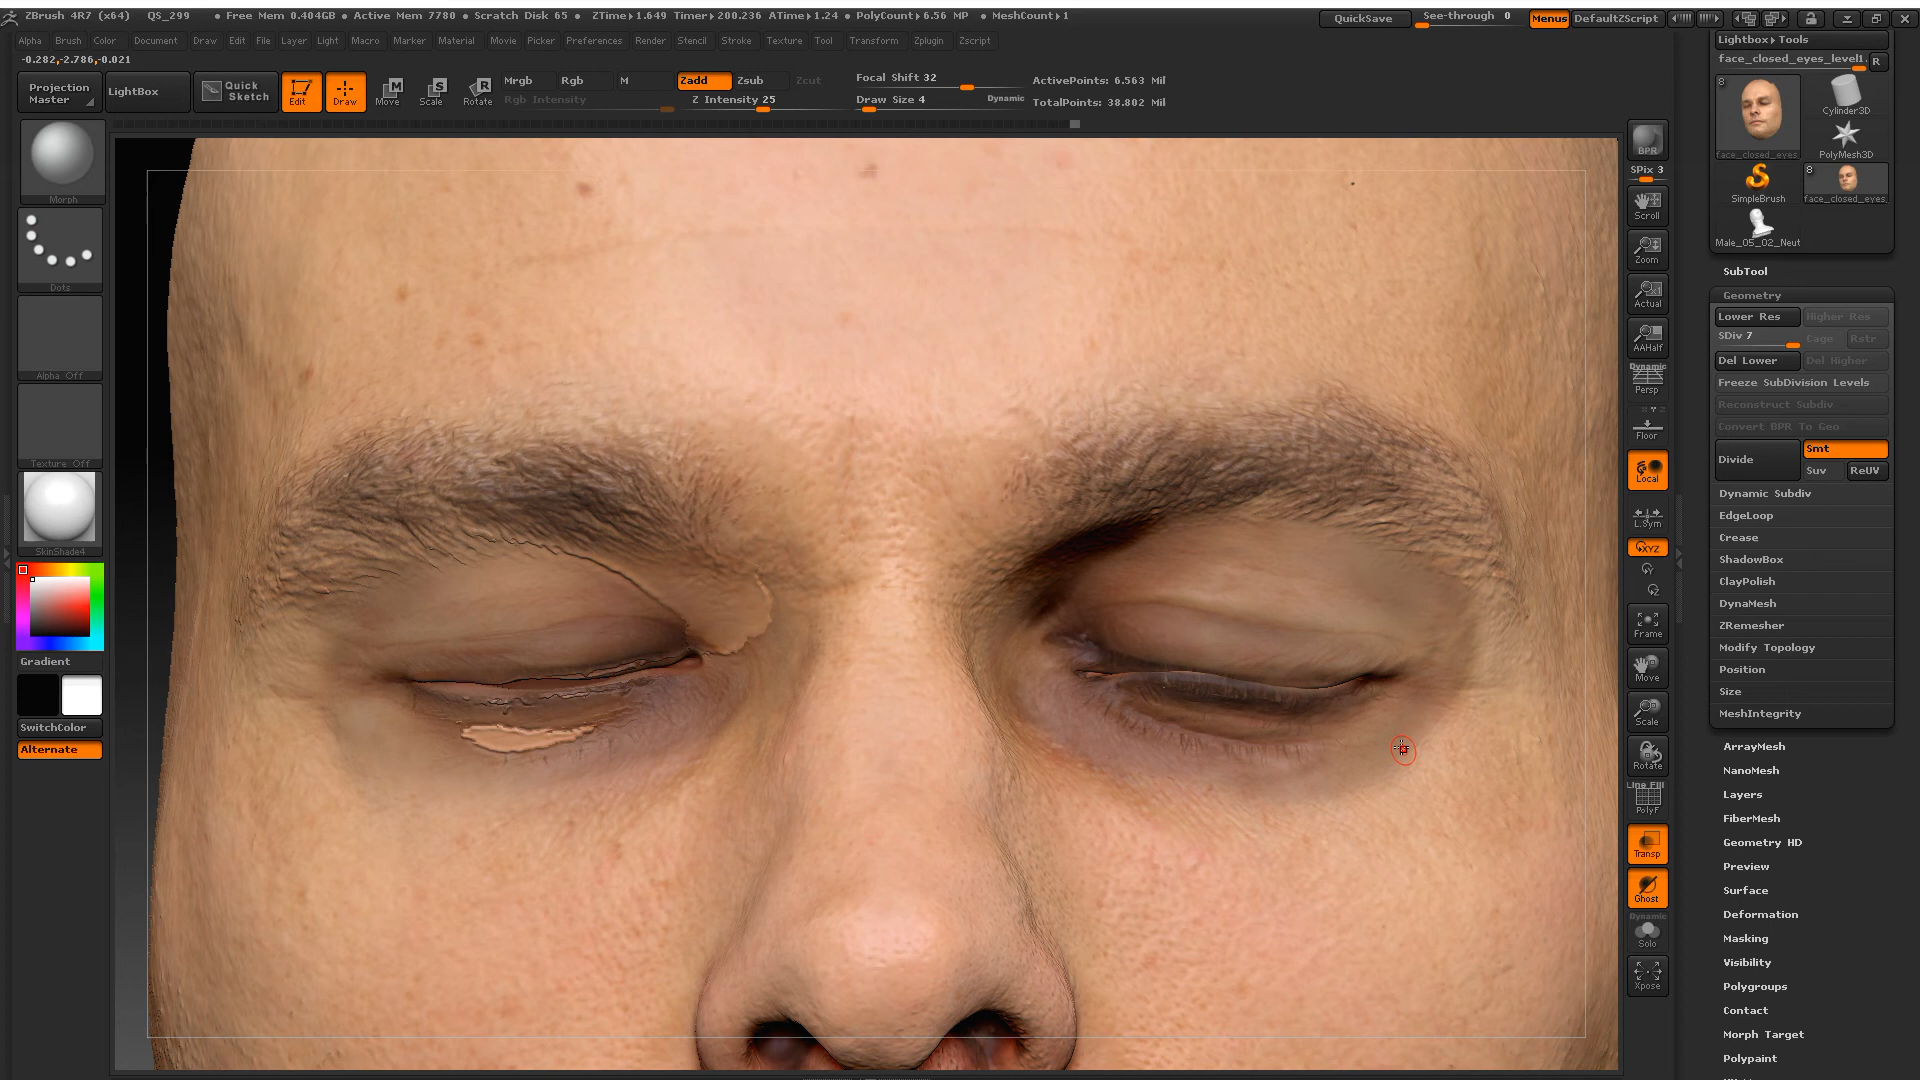 ZBrush 4R7 (x64) QS_299 • Free Mem 0.404GB • Active Mem 7780 • Scratch Disk 65 • ZTime▸1.649 Timer▸200.236 ATime▸1.24 • PolyCount▸6.56 MP • MeshCount▸1 QuickSave See-through 0 Menus DefaultZScript
Alpha Brush Color Document Draw Edit File Layer Light Macro Marker Material Movie Picker Preferences Render Stencil Stroke Texture Tool Transform Zplugin Zscript
-0.282,-2.786,-0.021
Projection Master
LightBox
Quick Sketch
Edit
Draw
Move
Scale
Rotate
Mrgb Rgb M Zadd Zsub Zcut
Rgb Intensity Z Intensity 25
Focal Shift 32
Draw Size 4 Dynamic
ActivePoints: 6.563 Mil
TotalPoints: 38.802 Mil
Morph
Dots
Alpha Off
Texture Off
SkinShade4
Gradient
SwitchColor
Alternate
BPR
SPix 3
Scroll
Zoom
Actual
AAHalf
Dynamic
Persp
Floor
Local
L.Sym
XYZ
Frame
Move
Scale
Rotate
Line Fill
PolyF
Transp
Ghost
Dynamic
Solo
Xpose
Lightbox▸Tools
face_closed_eyes_level1. R
8
face_closed_eyes_
Cylinder3D
PolyMesh3D
SimpleBrush
8
face_closed_eyes_
Male_05_02_Neut
SubTool
Geometry
Lower Res Higher Res
SDiv 7 Cage Rstr
Del Lower Del Higher
Freeze SubDivision Levels
Reconstruct Subdiv
Convert BPR To Geo
Divide Smt
Suv ReUV
Dynamic Subdiv
EdgeLoop
Crease
ShadowBox
ClayPolish
DynaMesh
ZRemesher
Modify Topology
Position
Size
MeshIntegrity
ArrayMesh
NanoMesh
Layers
FiberMesh
Geometry HD
Preview
Surface
Deformation
Masking
Visibility
Polygroups
Contact
Morph Target
Polypaint